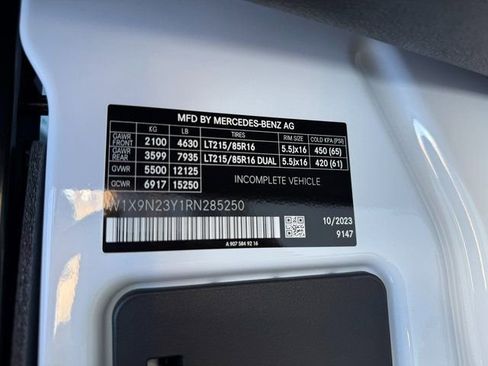 MFD BY MERCEDES-BENZ AG
KG LB TIRES RIM SIZE COLD KPA (PSI)
GAWR FRONT 2100 4630 LT215/85R16 5.5Jx16 450 (65)
GAWR REAR 3599 7935 LT215/85R16 DUAL 5.5Jx16 420 (61)
GVWR 5500 12125
GCWR 6917 15250
INCOMPLETE VEHICLE
W1X9N23Y1RN285250
10/2023
9147
A 907 584 92 16